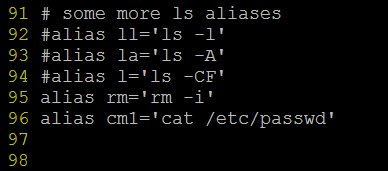 91 # some more ls aliases
92 #alias ll='ls -l'
93 #alias la='ls -A'
94 #alias l='ls -CF'
95 alias rm='rm -i'
96 alias cm1='cat /etc/passwd'
97
98